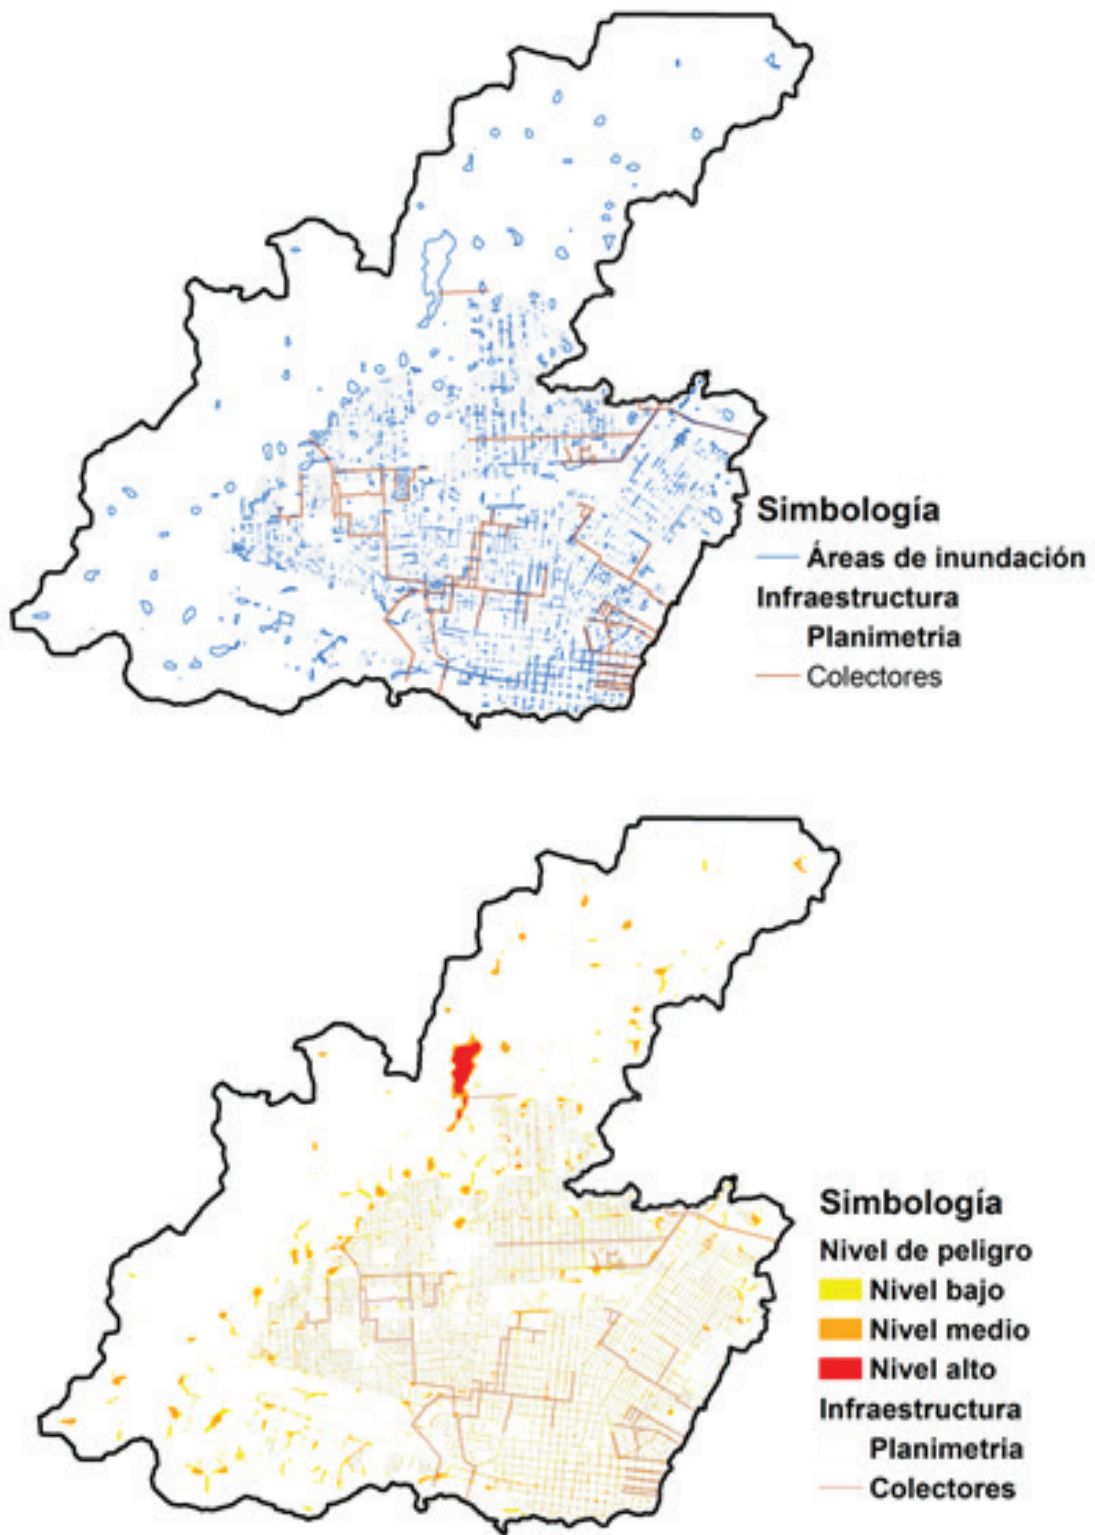 Simbología
Áreas de inundación
Infraestructura
Planimetria
Colectores
Simbología
Nivel de peligro
Nivel bajo
Nivel medio
Nivel alto
Infraestructura
Planimetria
Colectores